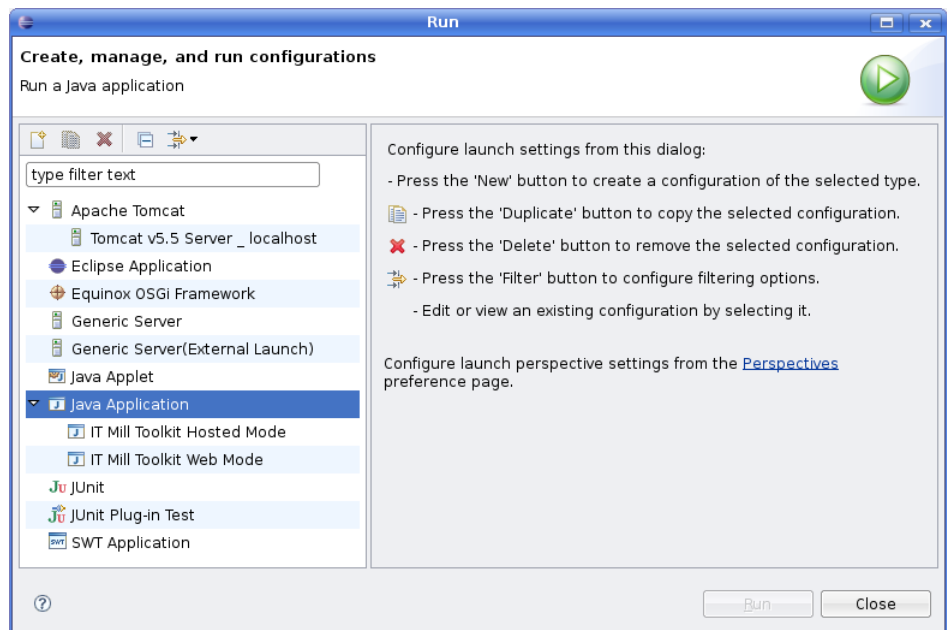 Run
Create, manage, and run configurations
Run a Java application
type filter text
Apache Tomcat
Tomcat v5.5 Server _ localhost
Eclipse Application
Equinox OSGi Framework
Generic Server
Generic Server(External Launch)
Java Applet
Java Application
IT Mill Toolkit Hosted Mode
IT Mill Toolkit Web Mode
Ju JUnit
Ju JUnit Plug-in Test
SWT SWT Application
Configure launch settings from this dialog:
- Press the 'New' button to create a configuration of the selected type.
- Press the 'Duplicate' button to copy the selected configuration.
- Press the 'Delete' button to remove the selected configuration.
- Press the 'Filter' button to configure filtering options.
- Edit or view an existing configuration by selecting it.
Configure launch perspective settings from the Perspectives
preference page.
Run
Close